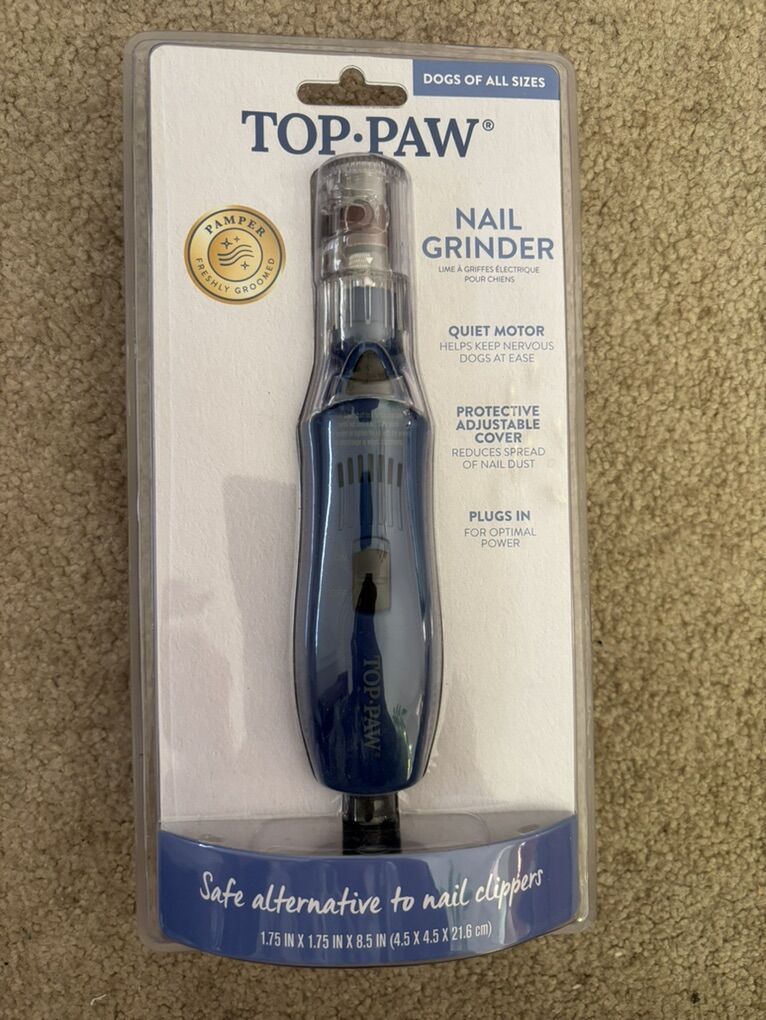 DOGS OF ALL SIZES
TOP•PAW®
PAMPER
FRESHLY GROOMED
NAIL
GRINDER
LIME À GRIFFES ÉLECTRIQUE
POUR CHIENS
QUIET MOTOR
HELPS KEEP NERVOUS
DOGS AT EASE
PROTECTIVE
ADJUSTABLE
COVER
REDUCES SPREAD
OF NAIL DUST
PLUGS IN
FOR OPTIMAL
POWER
TOP•PAW
Safe alternative to nail clippers
1.75 IN X 1.75 IN X 8.5 IN (4.5 X 4.5 X 21.6 cm)